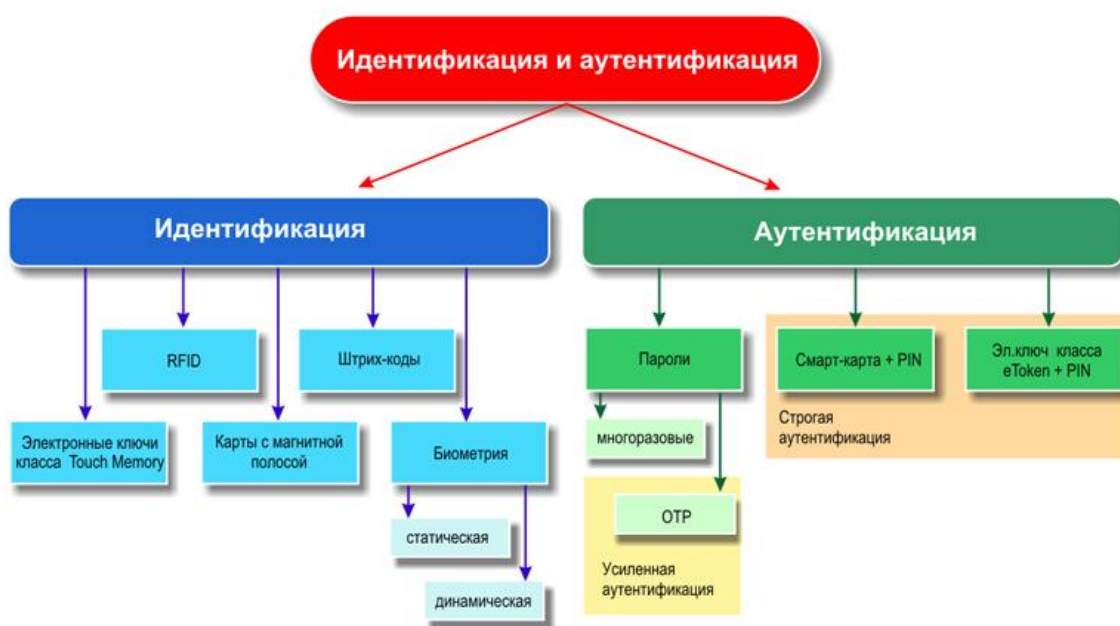 Идентификация и аутентификация
Идентификация
Аутентификация
RFID
Штрих-коды
Электронные ключи
класса Touch Memory
Карты с магнитной
полосой
Биометрия
статическая
динамическая
Пароли
многоразовые
OTP
Усиленная
аутентификация
Смарт-карта + PIN
Эл.ключ класса
eToken + PIN
Строгая
аутентификация